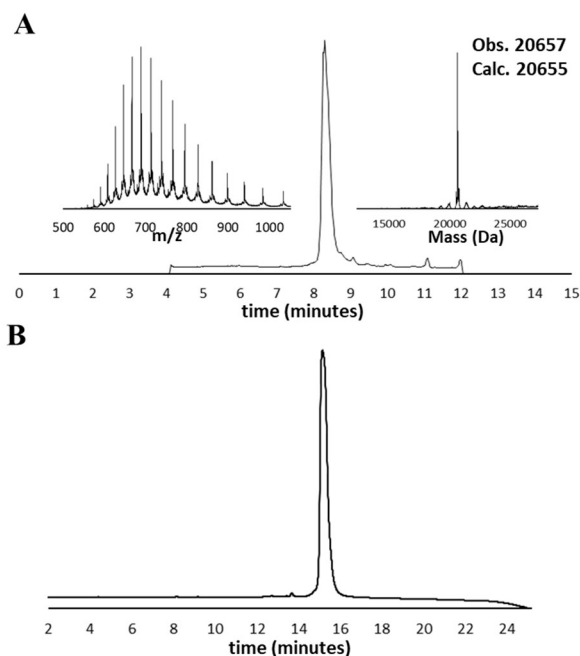 A
Obs. 20657
Calc. 20655
500 600 700 800 900 1000
m/z
15000 20000 25000
Mass (Da)
0 1 2 3 4 5 6 7 8 9 10 11 12 13 14 15
time (minutes)
B
2 4 6 8 10 12 14 16 18 20 22 24
time (minutes)